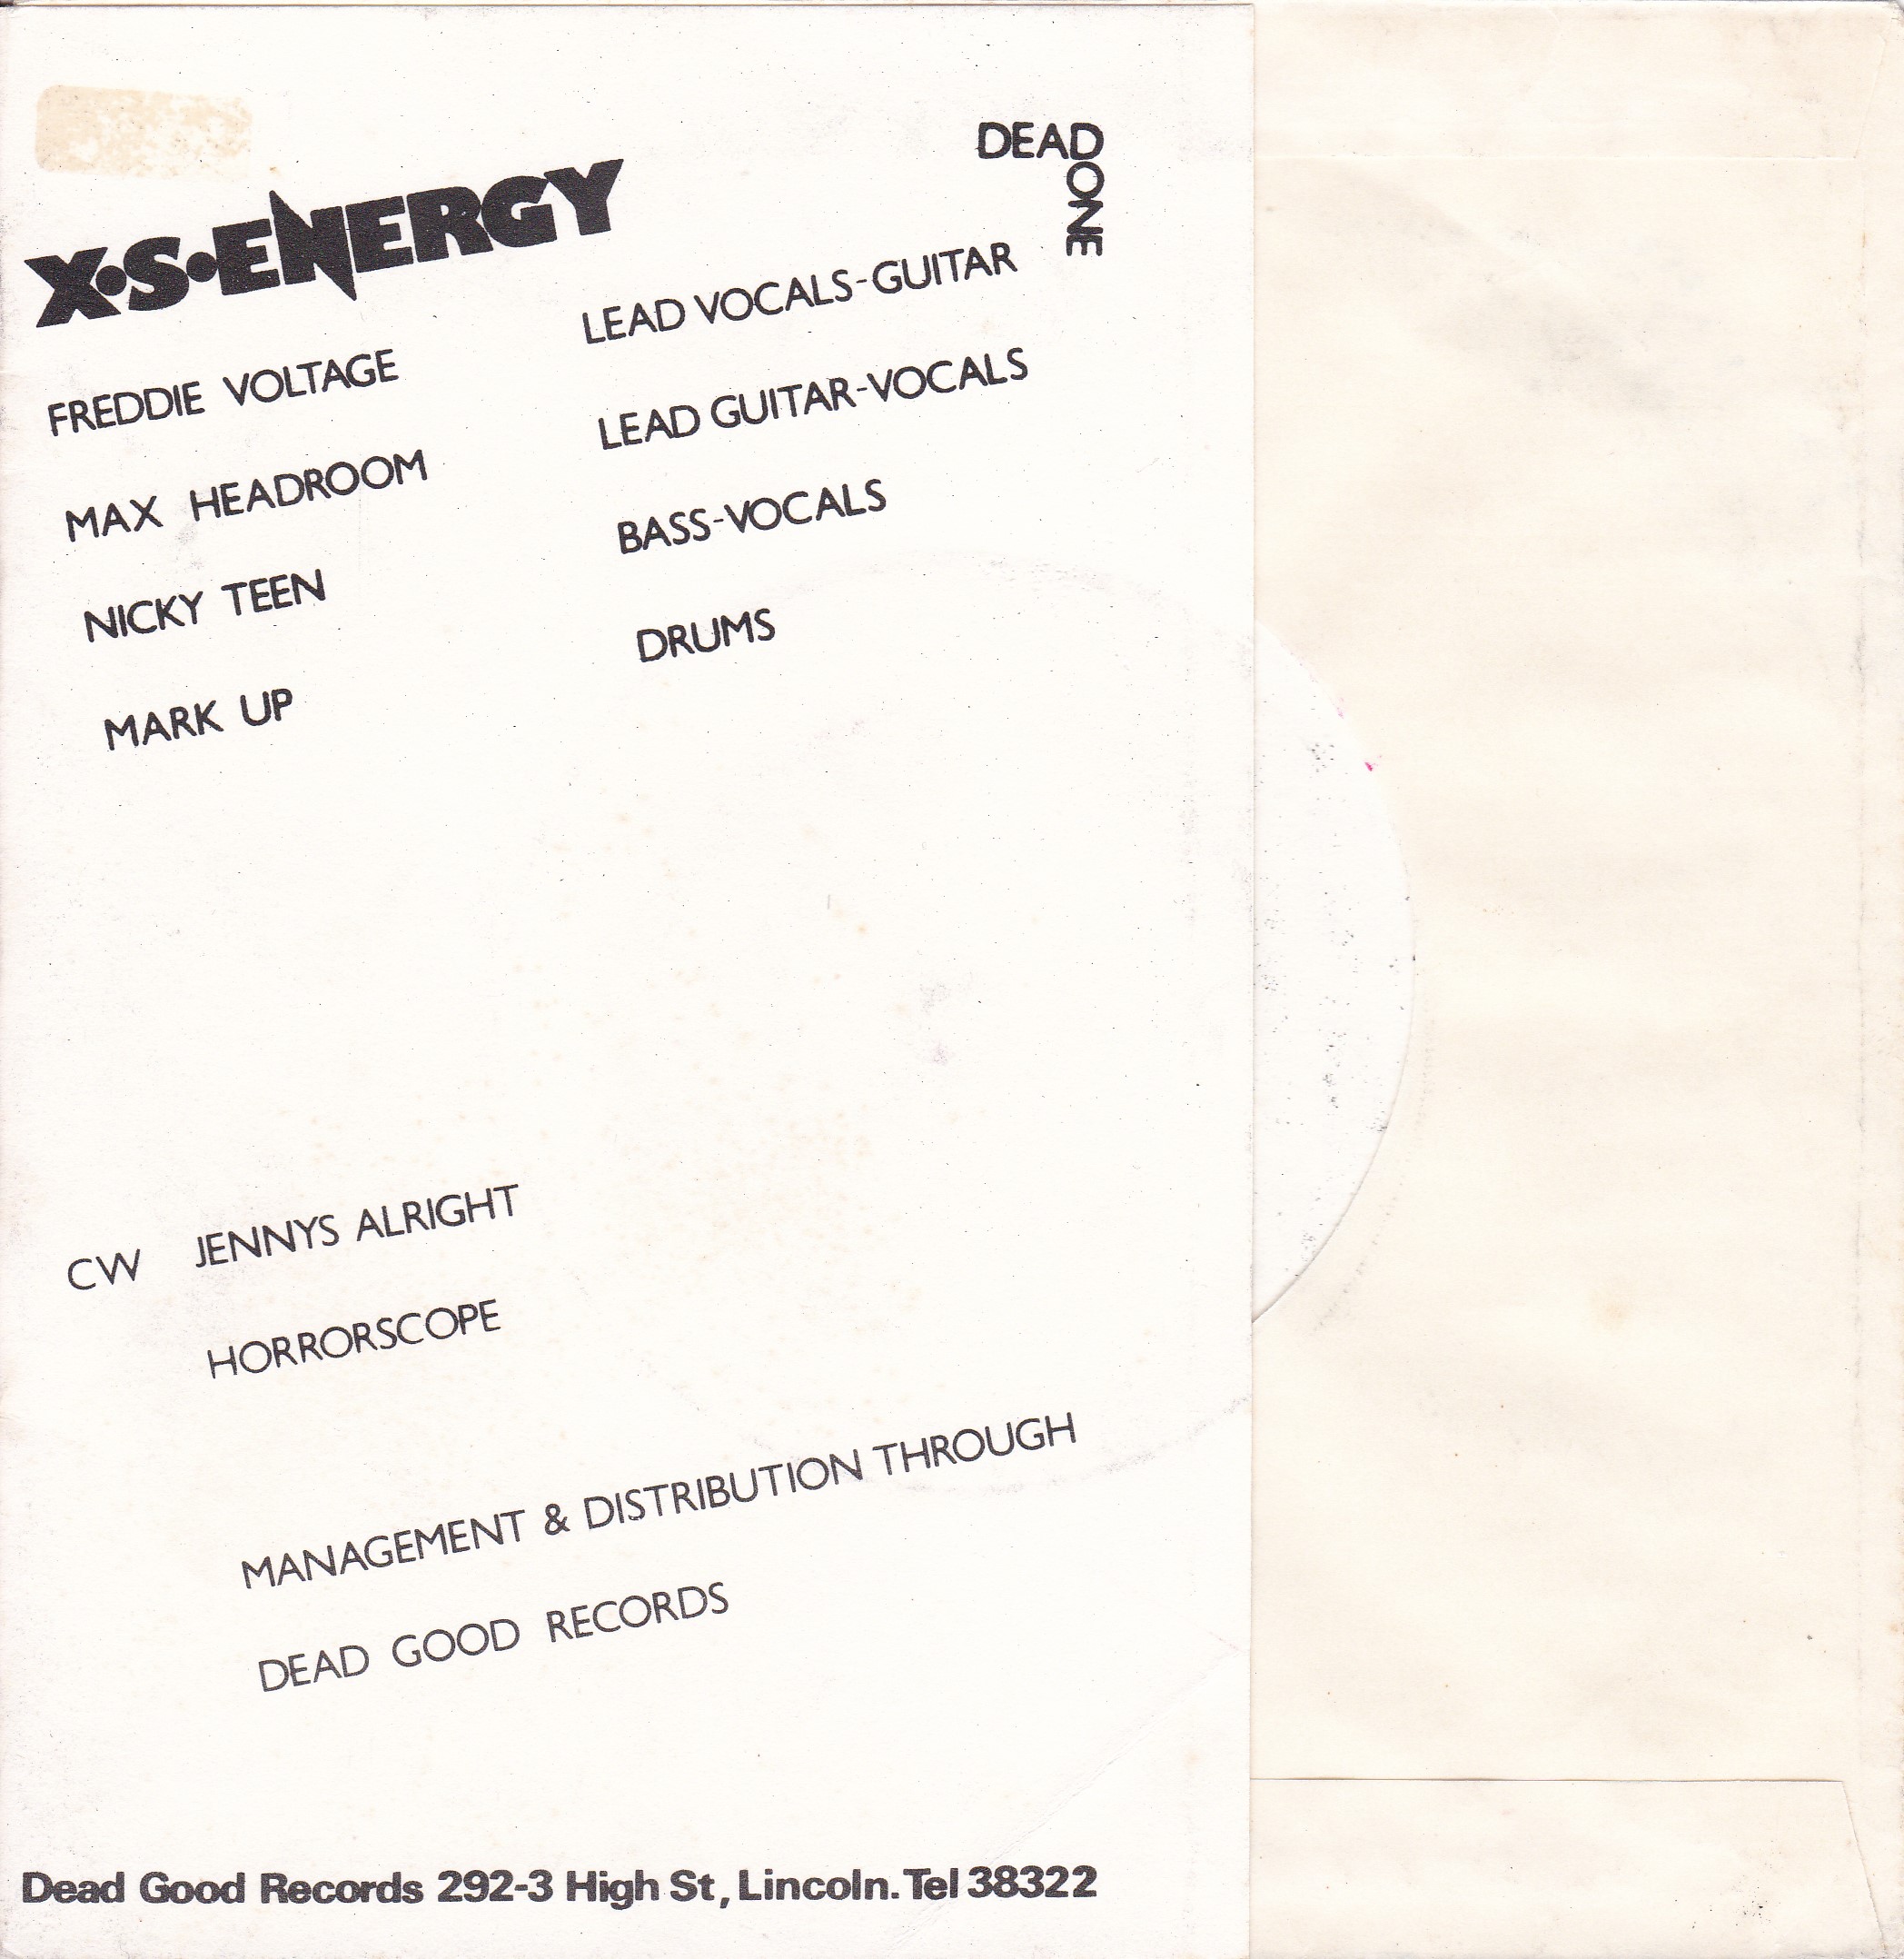 X·S·ENERGY
DEAD
ONE
FREDDIE VOLTAGE LEAD VOCALS-GUITAR
MAX HEADROOM LEAD GUITAR-VOCALS
NICKY TEEN BASS-VOCALS
MARK UP DRUMS
CW JENNYS ALRIGHT
HORRORSCOPE
MANAGEMENT & DISTRIBUTION THROUGH
DEAD GOOD RECORDS
Dead Good Records 292-3 High St, Lincoln. Tel 38322